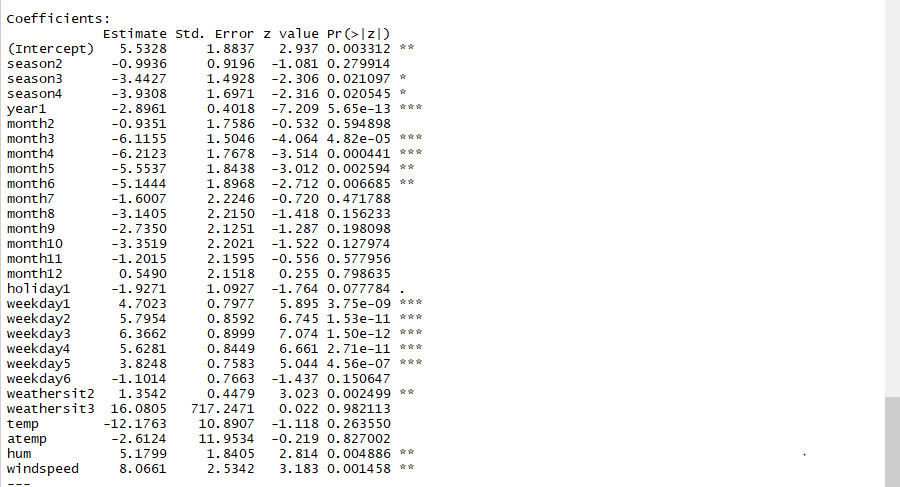 Coefficients:
Estimate Std. Error z value Pr(>|z|)
(Intercept) 5.5328 1.8837 2.937 0.003312 **
season2 -0.9936 0.9196 -1.081 0.279914
season3 -3.4427 1.4928 -2.306 0.021097 *
season4 -3.9308 1.6971 -2.316 0.020545 *
year1 -2.8961 0.4018 -7.209 5.65e-13 ***
month2 -0.9351 1.7586 -0.532 0.594898
month3 -6.1155 1.5046 -4.064 4.82e-05 ***
month4 -6.2123 1.7678 -3.514 0.000441 ***
month5 -5.5537 1.8438 -3.012 0.002594 **
month6 -5.1444 1.8968 -2.712 0.006685 **
month7 -1.6007 2.2246 -0.720 0.471788
month8 -3.1405 2.2150 -1.418 0.156233
month9 -2.7350 2.1251 -1.287 0.198098
month10 -3.3519 2.2021 -1.522 0.127974
month11 -1.2015 2.1595 -0.556 0.577956
month12 0.5490 2.1518 0.255 0.798635
holiday1 -1.9271 1.0927 -1.764 0.077784 .
weekday1 4.7023 0.7977 5.895 3.75e-09 ***
weekday2 5.7954 0.8592 6.745 1.53e-11 ***
weekday3 6.3662 0.8999 7.074 1.50e-12 ***
weekday4 5.6281 0.8449 6.661 2.71e-11 ***
weekday5 3.8248 0.7583 5.044 4.56e-07 ***
weekday6 -1.1014 0.7663 -1.437 0.150647
weathersit2 1.3542 0.4479 3.023 0.002499 **
weathersit3 16.0805 717.2471 0.022 0.982113
temp -12.1763 10.8907 -1.118 0.263550
atemp -2.6124 11.9534 -0.219 0.827002
hum 5.1799 1.8405 2.814 0.004886 **
windspeed 8.0661 2.5342 3.183 0.001458 **
---